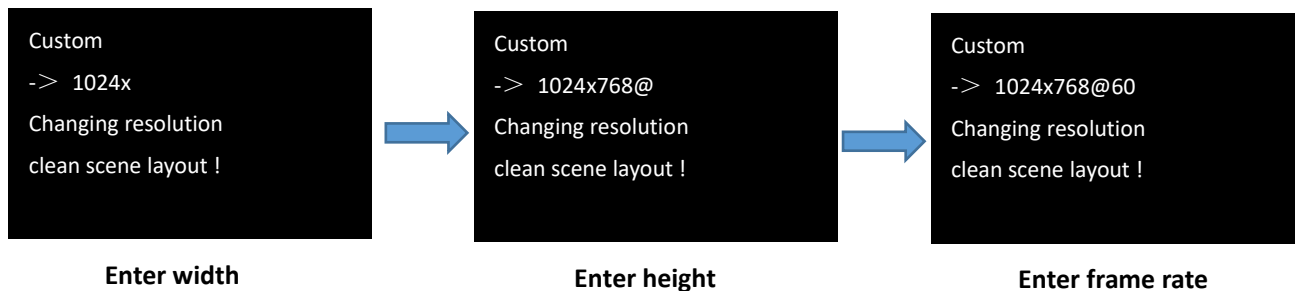 Custom
-＞ 1024x
Changing resolution
clean scene layout !
Enter width
Custom
-＞ 1024x768@
Changing resolution
clean scene layout !
Enter height
Custom
-＞ 1024x768@60
Changing resolution
clean scene layout !
Enter frame rate